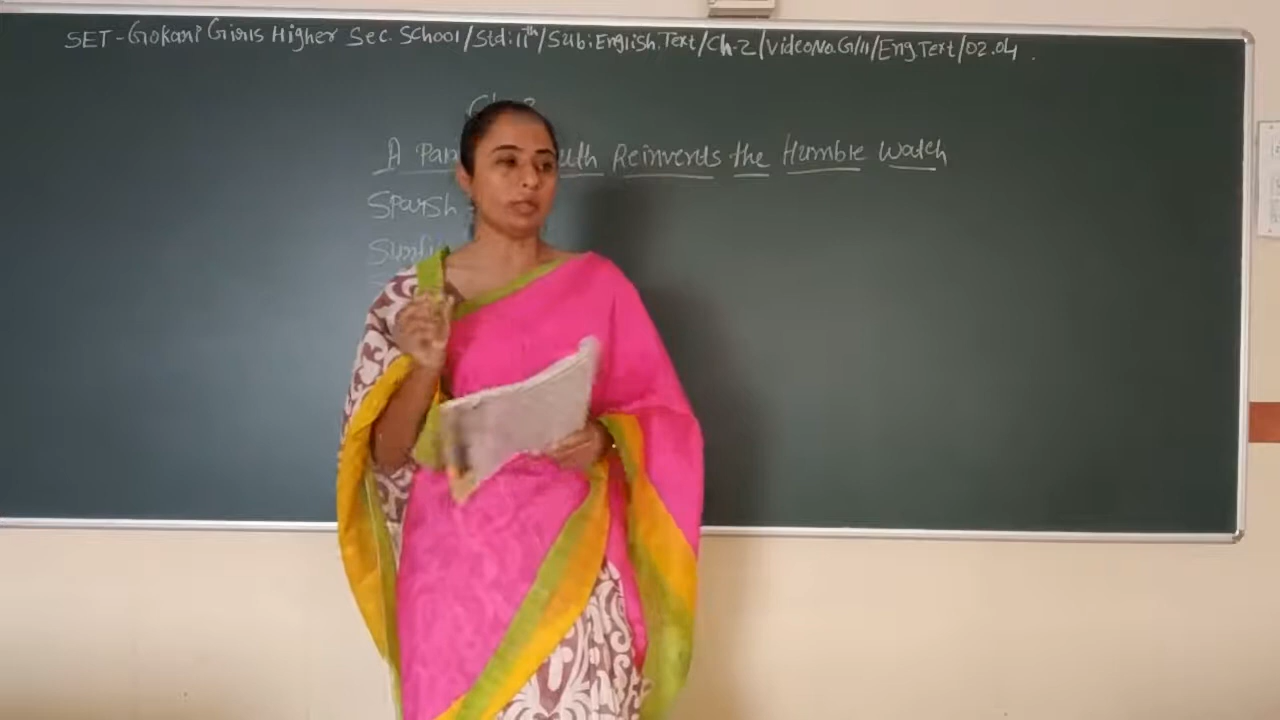 SET-Gokani Girls Higher Sec. School/Std:11th/Sub:English.Text/Ch-2/VideoNo.G/11/Eng.Text/02.04.
A Reinvents the Humble Watch
Sparsh -